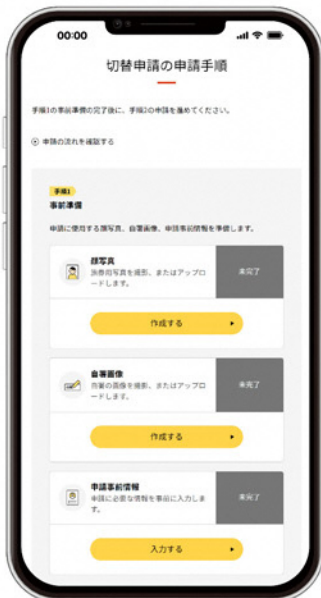 00:00
切替申請の申請手順
手順1の事前準備の完了後に、手順2の申請を進めてください。
申請の流れを確認する
手順1
事前準備
申請に使用する顔写真、自署画像、申請事前情報を準備します。
顔写真
旅券用写真を撮影、またはアップロ
ードします。
未完了
作成する
自署画像
自署の画像を撮影、またはアップロ
ードします。
未完了
作成する
申請事前情報
申請に必要な情報を事前に入力しま
す。
未完了
入力する